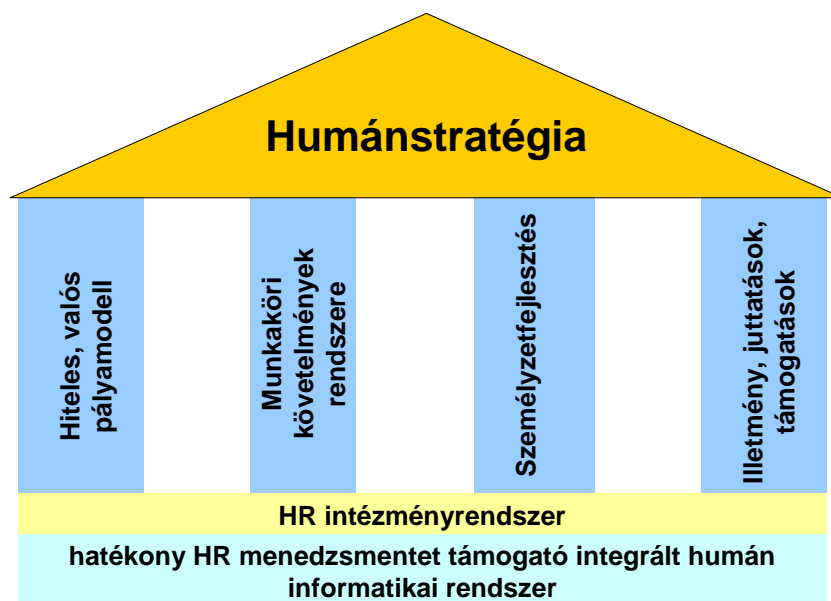 Humánstratégia
Hiteles, valós
pályamodell
Munkaköri
követelmények
rendszere
Személyzetfejlesztés
Illetmény, juttatások,
támogatások
HR intézményrendszer
hatékony HR menedzsmentet támogató integrált humán
informatikai rendszer